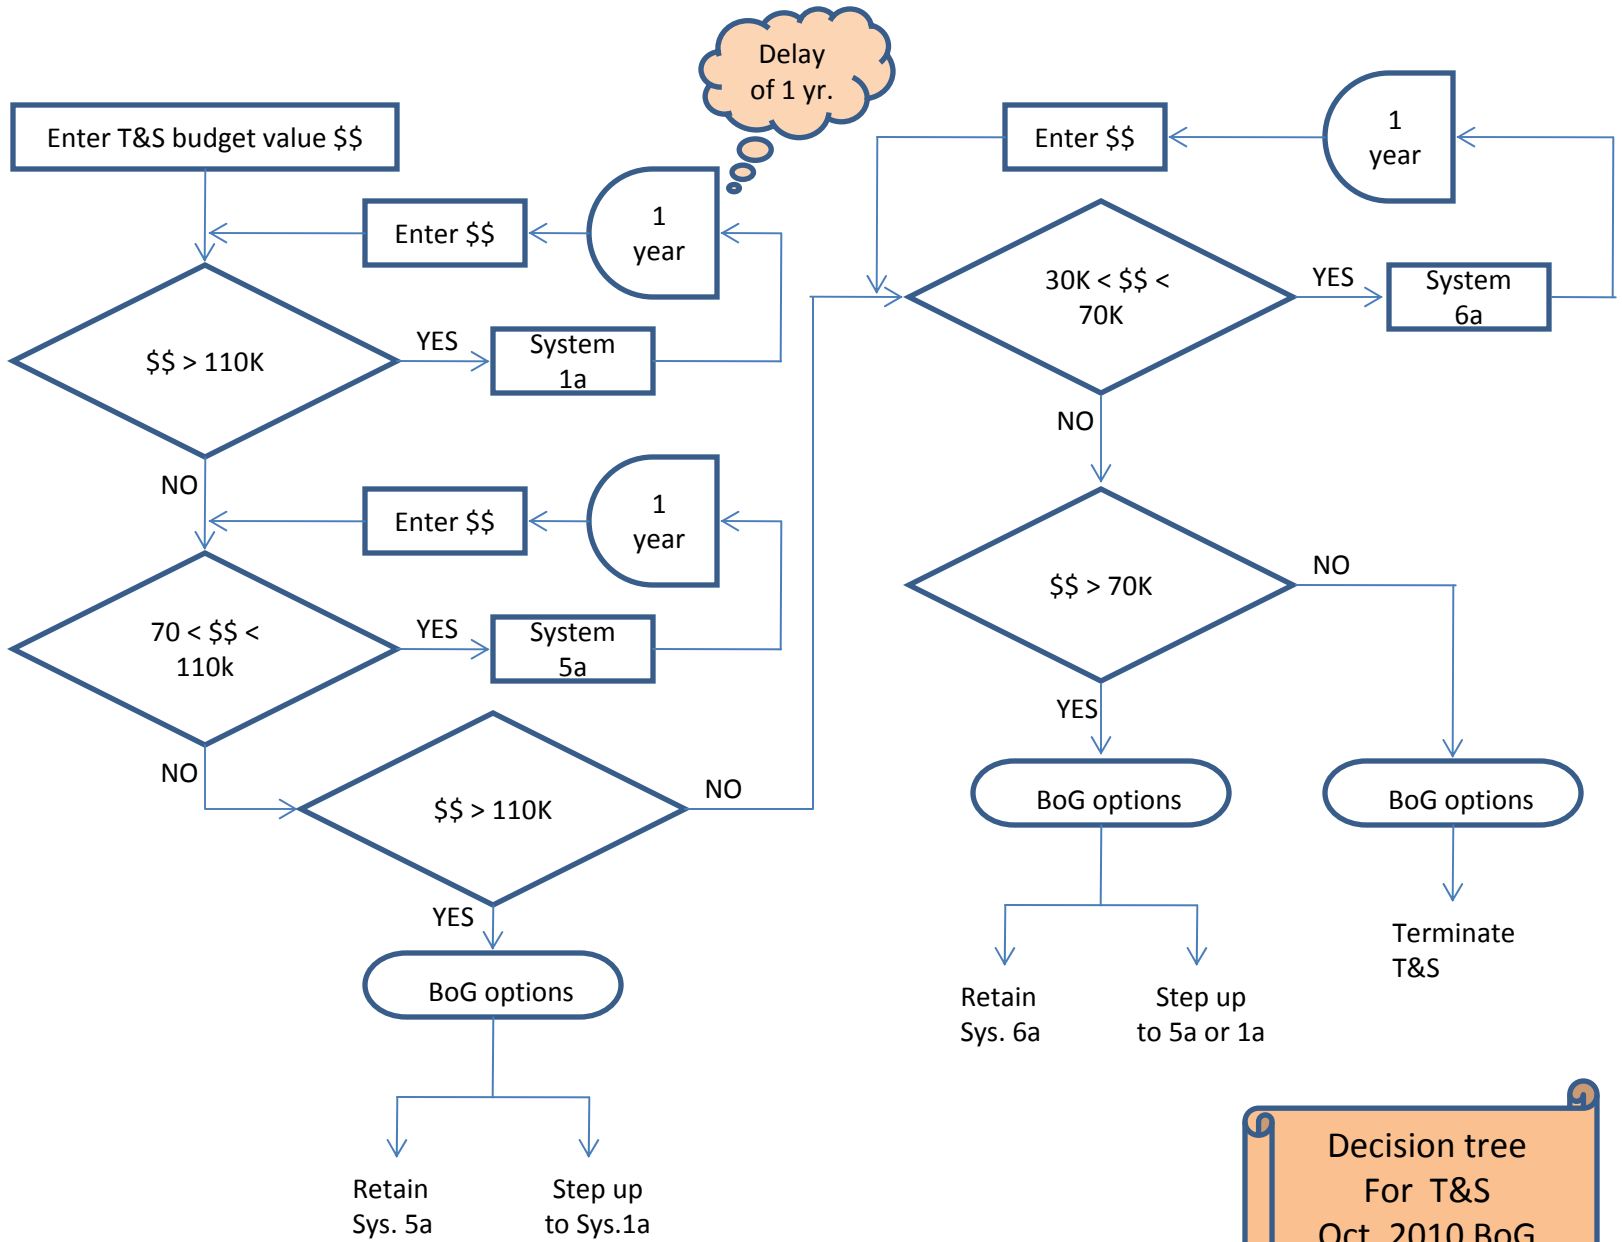 Delay
of 1 yr.
Enter T&S budget value $$
Enter $$
1
year
$$ > 110K
YES
System
1a
NO
Enter $$
1
year
70 < $$ <
110k
YES
System
5a
NO
$$ > 110K
NO
YES
BoG options
Retain
Sys. 5a
Step up
to Sys.1a
Enter $$
1
year
30K < $$ <
70K
YES
System
6a
NO
$$ > 70K
NO
YES
BoG options
BoG options
Retain
Sys. 6a
Step up
to 5a or 1a
Terminate
T&S
Decision tree
For T&S
Oct. 2010 BoG